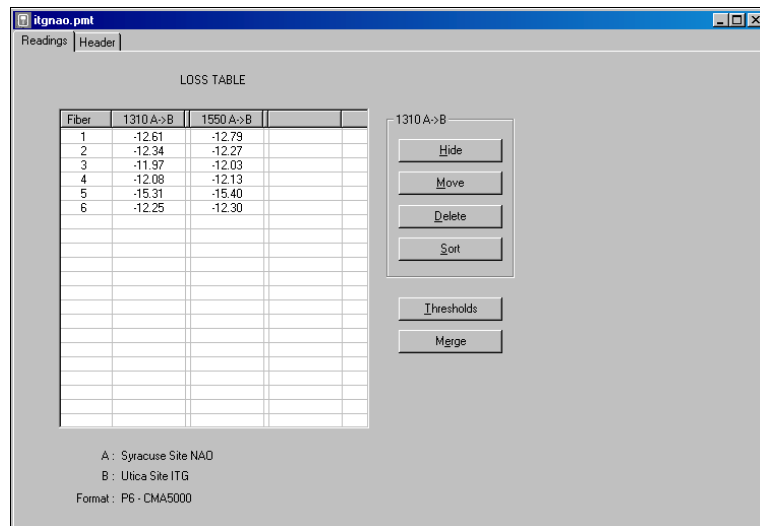 itgnao.pmt
Readings Header
LOSS TABLE
Fiber 1310 A->B 1550 A->B
1 -12.61 -12.79
2 -12.34 -12.27
3 -11.97 -12.03
4 -12.08 -12.13
5 -15.31 -15.40
6 -12.25 -12.30
1310 A->B
Hide
Move
Delete
Sort
Thresholds
Merge
A : Syracuse Site NAO
B : Utica Site ITG
Format : P6 - CMA5000